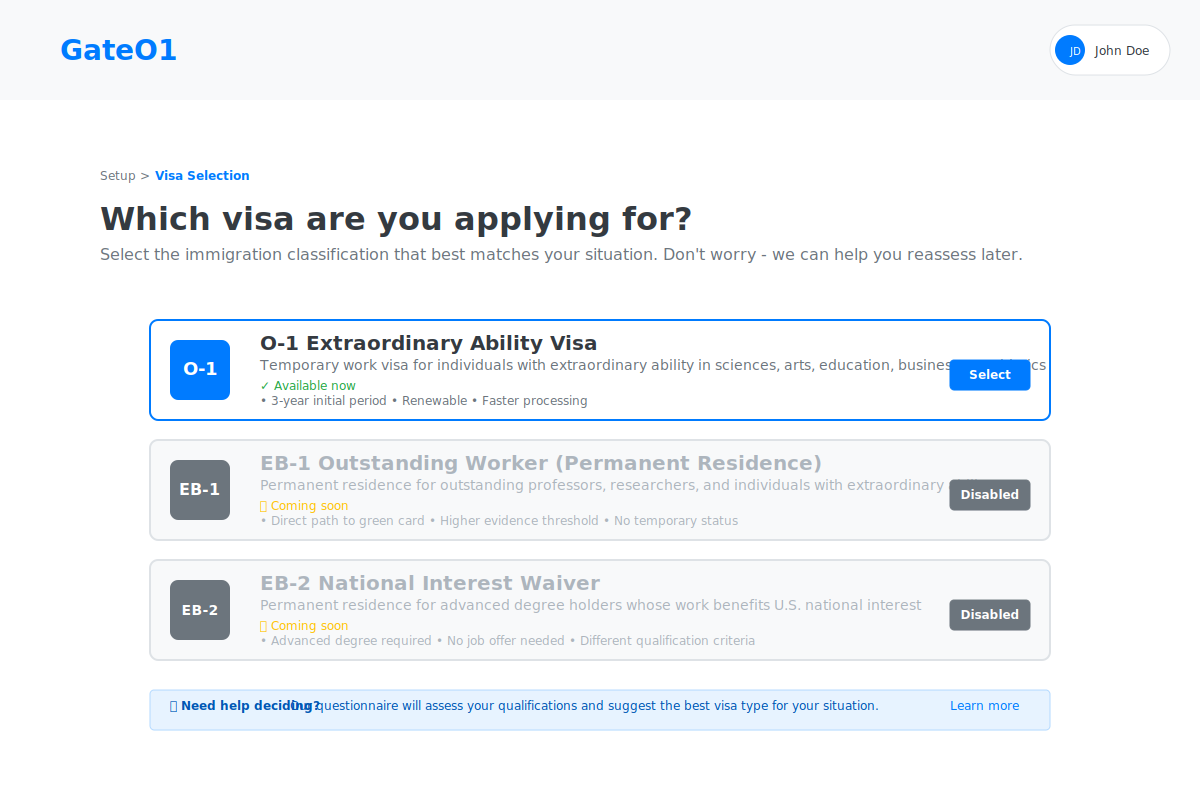 GateO1
JD
John Doe
Setup > Visa Selection
Which visa are you applying for?
Select the immigration classification that best matches your situation. Don't worry - we can help you reassess later.
O-1
O-1 Extraordinary Ability Visa
Temporary work visa for individuals with extraordinary ability in sciences, arts, education,
Select
✓ Available now
• 3-year initial period • Renewable • Faster processing
EB-1
EB-1 Outstanding Worker (Permanent Residence)
Permanent residence for outstanding professors, researchers, and individuals with extraordinary
Disabled
Coming soon
• Direct path to green card • Higher evidence threshold • No temporary status
EB-2
EB-2 National Interest Waiver
Permanent residence for advanced degree holders whose work benefits U.S. national interest
Disabled
Coming soon
• Advanced degree required • No job offer needed • Different qualification criteria
Need help deciding? Our questionnaire will assess your qualifications and suggest the best visa type for your situation.
Learn more